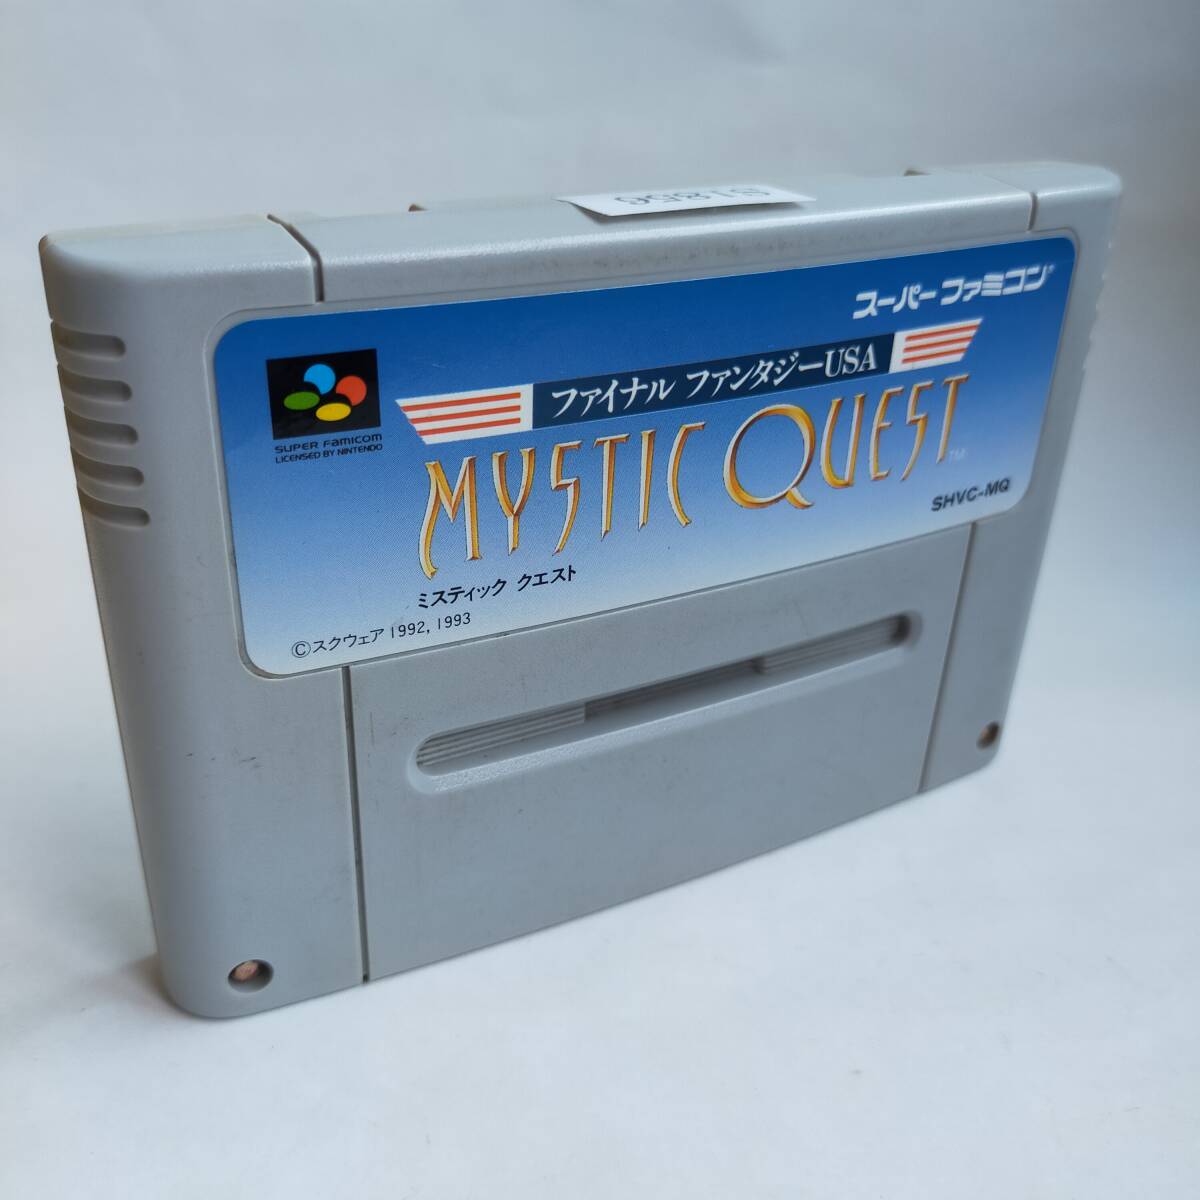 S1856
スーパーファミコン
ファイナル ファンタジーUSA
MYSTIC QUEST™
SUPER FAMICOM
LICENSED BY NINTENDO
SHVC-MQ
ミスティック クエスト
©スクウェア 1992, 1993